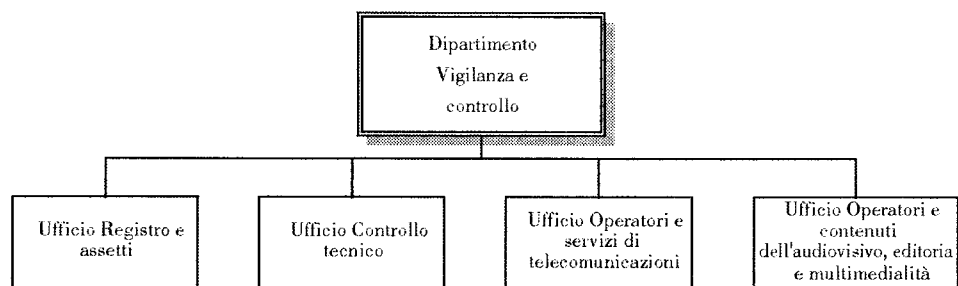 Dipartimento
Vigilanza e
controllo
Ufficio Registro e
assetti
Ufficio Controllo
tecnico
Ufficio Operatori e
servizi di
telecomunicazioni
Ufficio Operatori e
contenuti
dell'audiovisivo, editoria
e multimedialità